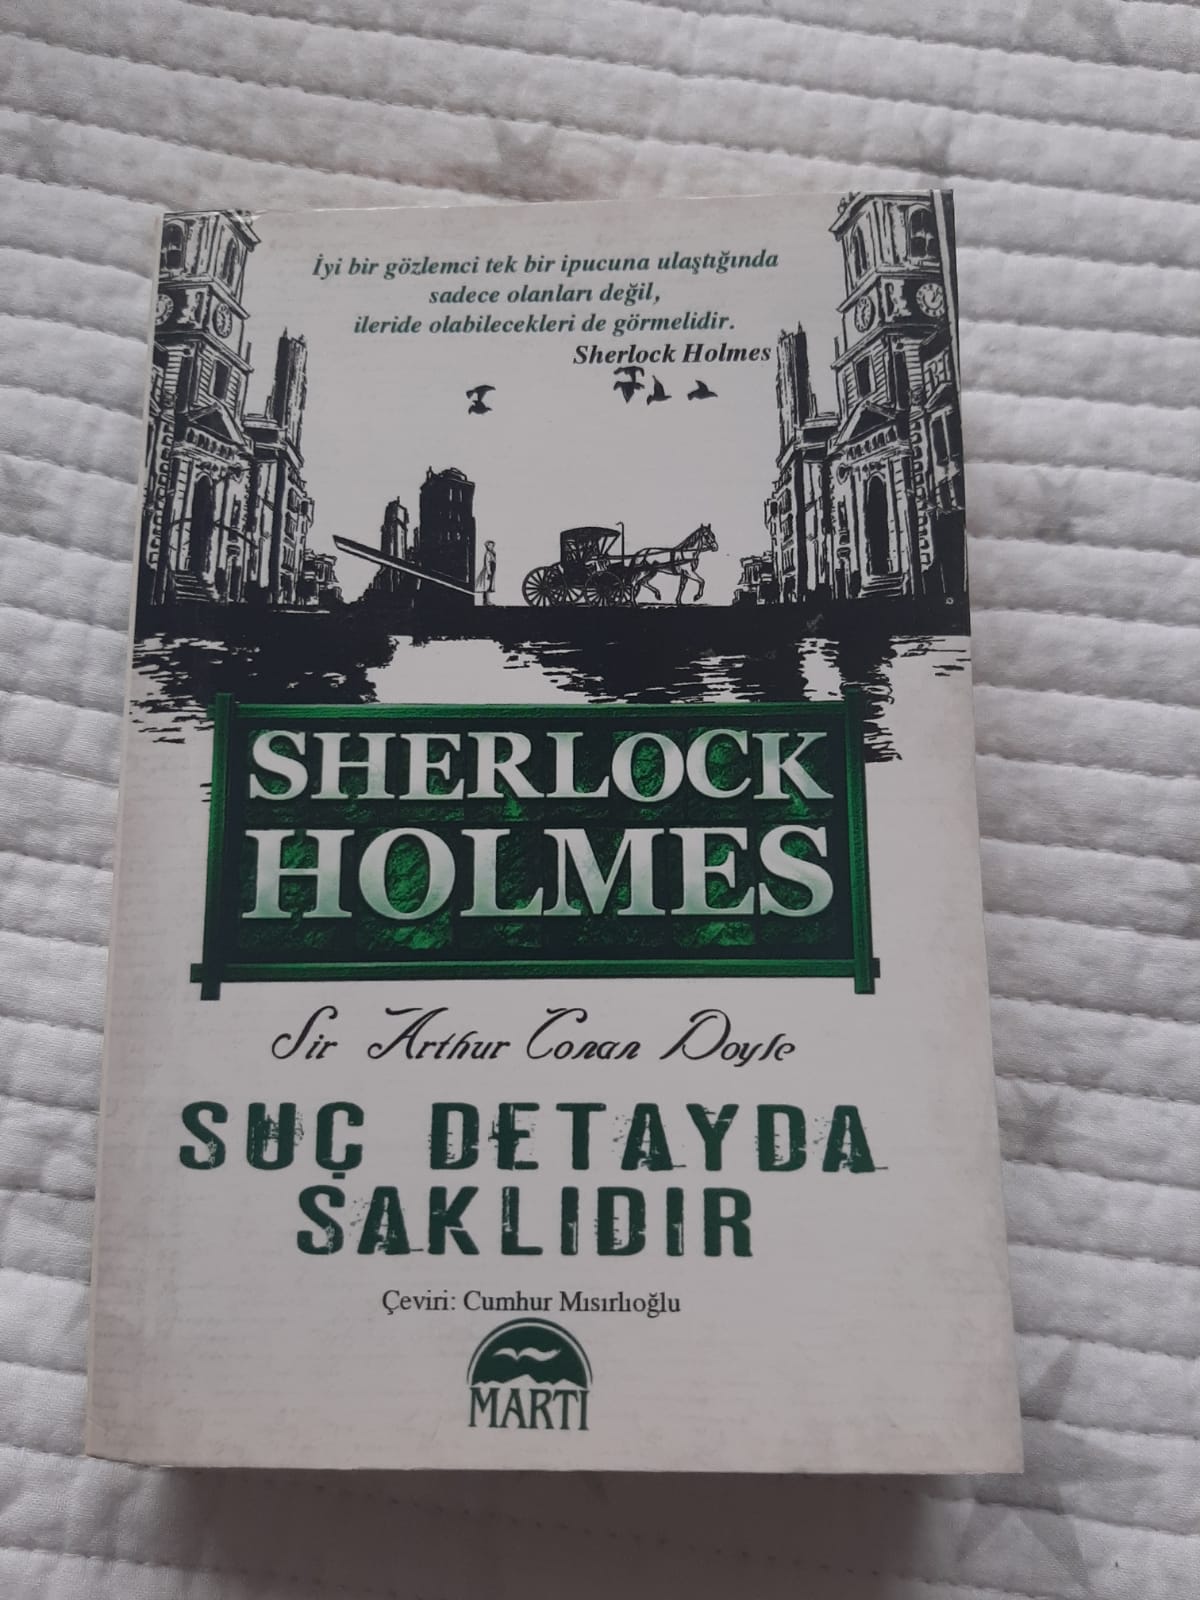 İyi bir gözlemci tek bir ipucuna ulaştığında
sadece olanları değil,
ileride olabilecekleri de görmelidir.
Sherlock Holmes
SHERLOCK
HOLMES
Sir Arthur Conan Doyle
SUÇ DETAYDA
SAKLIDIR
Çeviri: Cumhur Mısırlıoğlu
MARTI